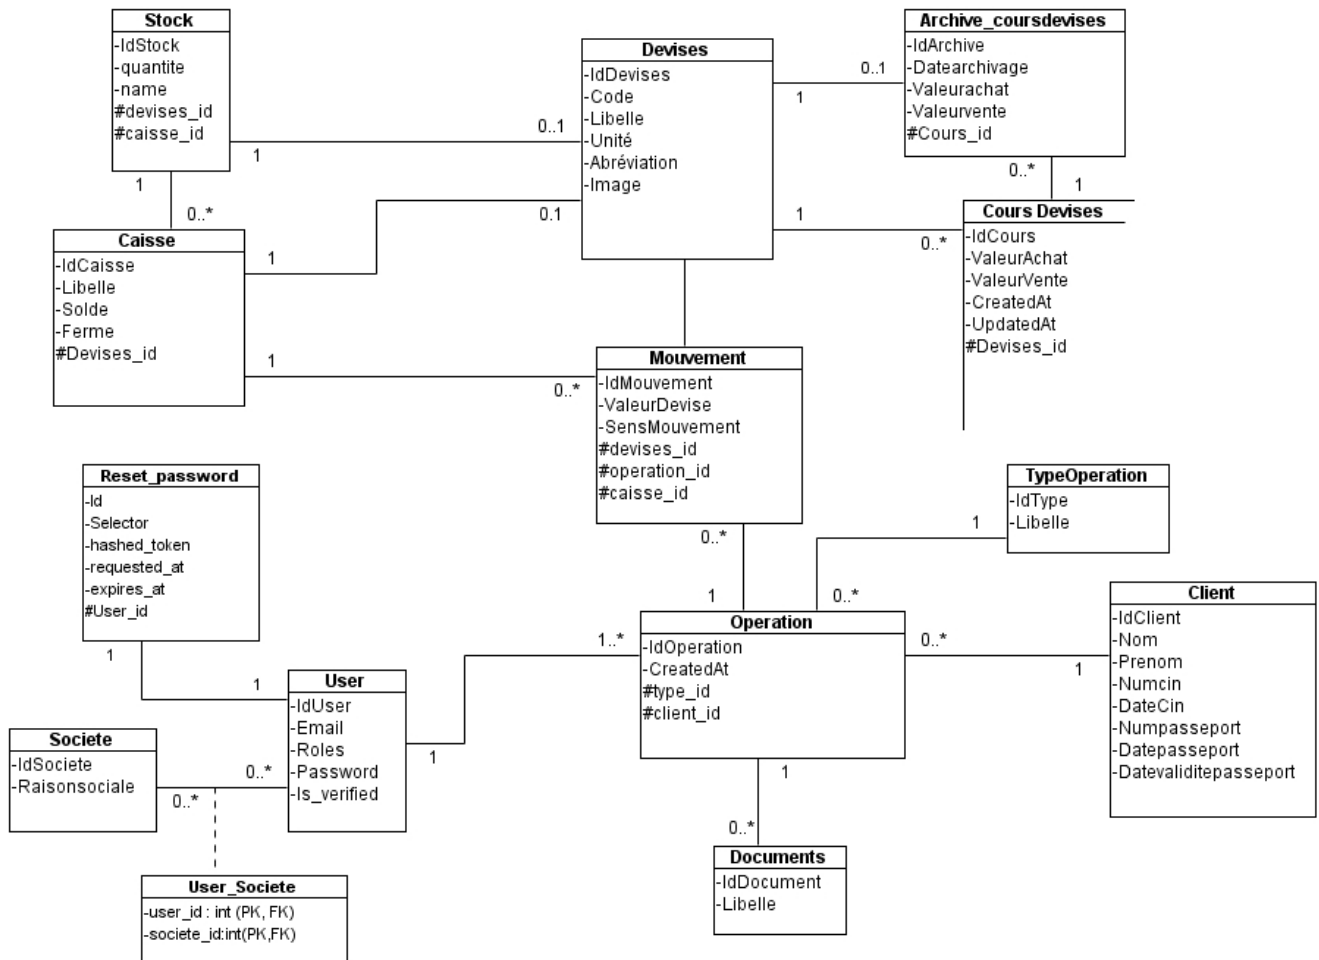 Stock
-IdStock
-quantite
-name
#devises_id
#caisse_id
Devises
-IdDevises
-Code
-Libelle
-Unité
-Abréviation
-Image
Archive_coursdevises
-IdArchive
-Datearchivage
-Valeurachat
-Valeurvente
#Cours_id
0..1
1
0..1
1
0..*
1
1
0..*
Cours Devises
-IdCours
-ValeurAchat
-ValeurVente
-CreatedAt
-UpdatedAt
#Devises_id
1
0..*
Caisse
-IdCaisse
-Libelle
-Solde
-Ferme
#Devises_id
1
0.1
1
0..*
Mouvement
-IdMouvement
-ValeurDevise
-SensMouvement
#devises_id
#operation_id
#caisse_id
Reset_password
-Id
-Selector
-hashed_token
-requested_at
-expires_at
#User_id
TypeOperation
-IdType
-Libelle
1
0..*
0..*
1
Operation
-IdOperation
-CreatedAt
#type_id
#client_id
Client
-IdClient
-Nom
-Prenom
-Numcin
-DateCin
-Numpasseport
-Datepasseport
-Datevaliditepasseport
0..*
1
1..*
1
1
1
User
-IdUser
-Email
-Roles
-Password
-Is_verified
Societe
-IdSociete
-Raisonsociale
0..*
0..*
1
0..*
Documents
-IdDocument
-Libelle
User_Societe
-user_id : int (PK, FK)
-societe_id:int(PK,FK)